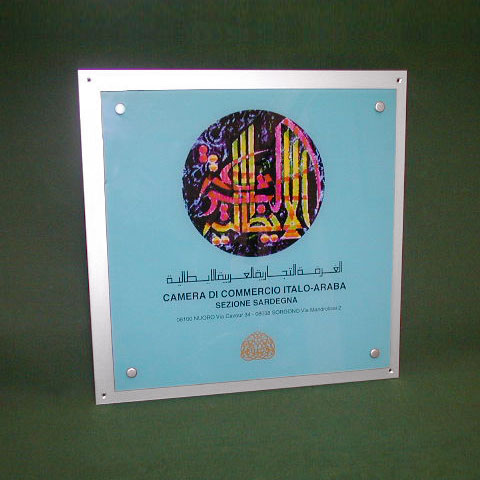 الغرفة التجارية العربية الايطالية
CAMERA DI COMMERCIO ITALO-ARABA
SEZIONE SARDEGNA
08100 NUORO Via Cavour 34 - 08038 SORGONO Via Mandrolisai 2